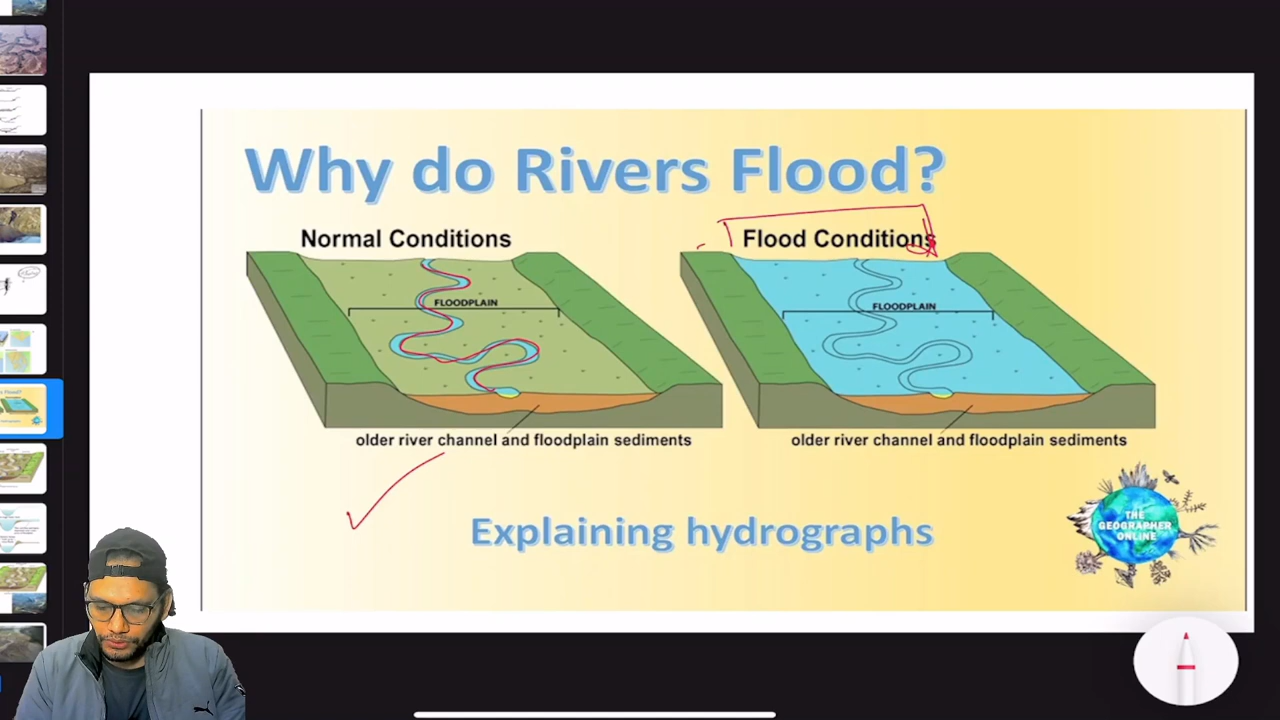 Why do Rivers Flood?
Normal Conditions
Flood Conditions
FLOODPLAIN
FLOODPLAIN
older river channel and floodplain sediments
older river channel and floodplain sediments
Explaining hydrographs
THE
GEOGRAPHER
ONLINE